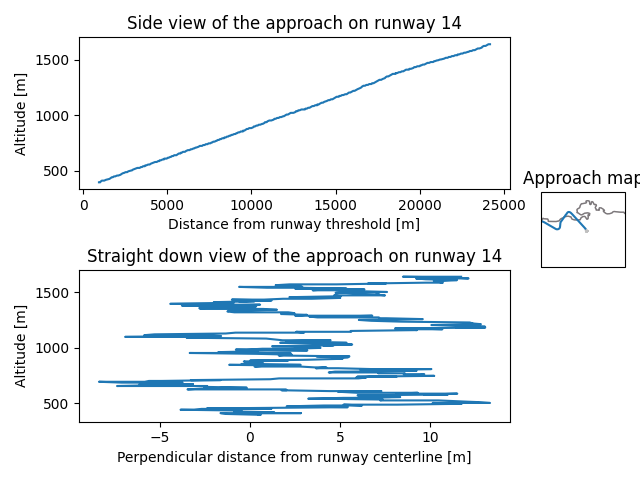 Side view of the approach on runway 14
Altitude [m]
1500
1000
500
0
5000
10000
15000
20000
25000
Distance from runway threshold [m]
Approach map
Straight down view of the approach on runway 14
Altitude [m]
1500
1000
500
−5
0
5
10
Perpendicular distance from runway centerline [m]